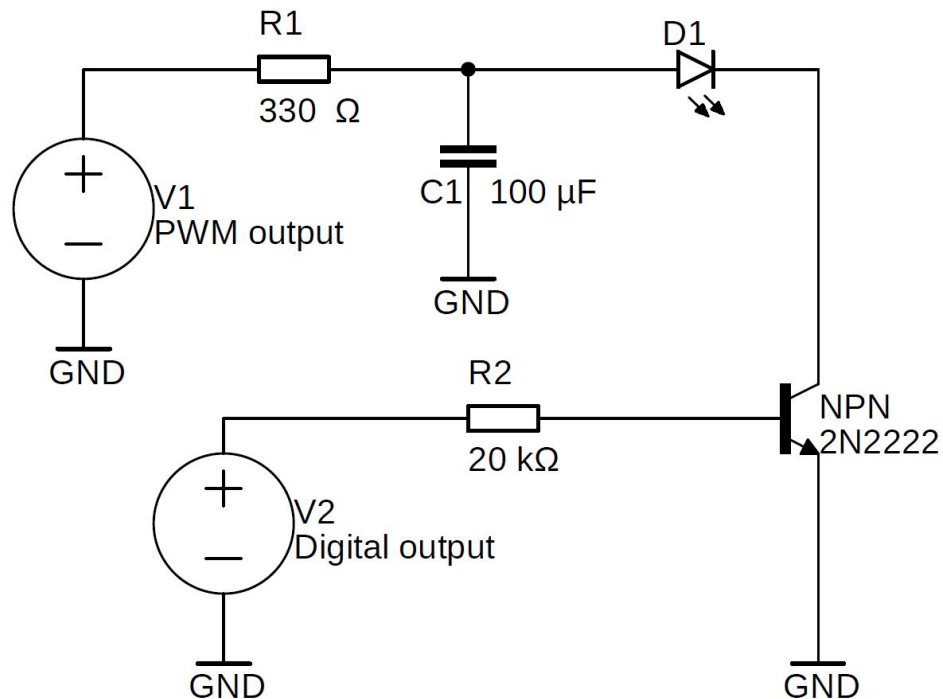 R1
330 Ω
D1
C1 100 µF
V1
PWM output
GND
GND
R2
20 kΩ
NPN
2N2222
V2
Digital output
GND
GND